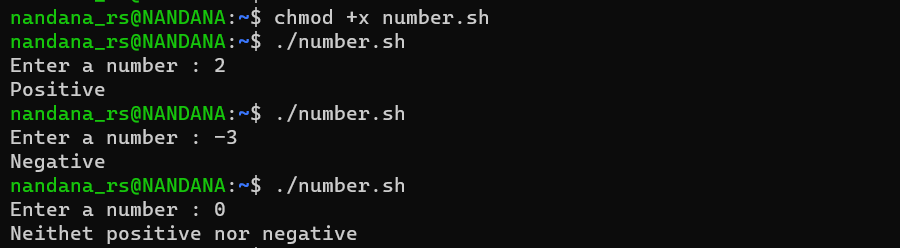 nandana_rs@NANDANA:~$ chmod +x number.sh
nandana_rs@NANDANA:~$ ./number.sh
Enter a number : 2
Positive
nandana_rs@NANDANA:~$ ./number.sh
Enter a number : -3
Negative
nandana_rs@NANDANA:~$ ./number.sh
Enter a number : 0
Neithet positive nor negative